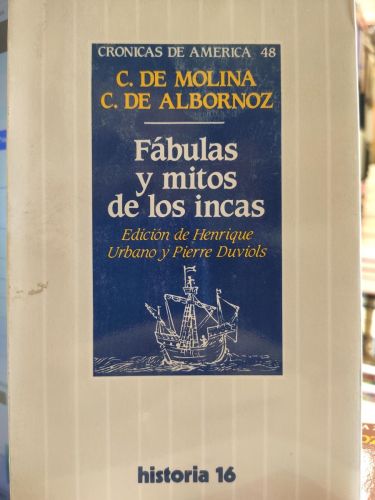 CRONICAS DE AMERICA 48
C. DE MOLINA
C. DE ALBORNOZ
Fábulas
y mitos
de los incas
Edición de Henrique
Urbano y Pierre Duviols
historia 16